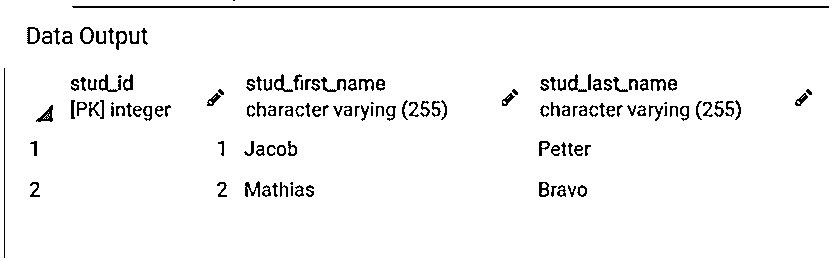 Data Output
stud_id stud_first_name stud_last_name
[PK] integer character varying (255) character varying (255)
1 1 Jacob Petter
2 2 Mathias Bravo